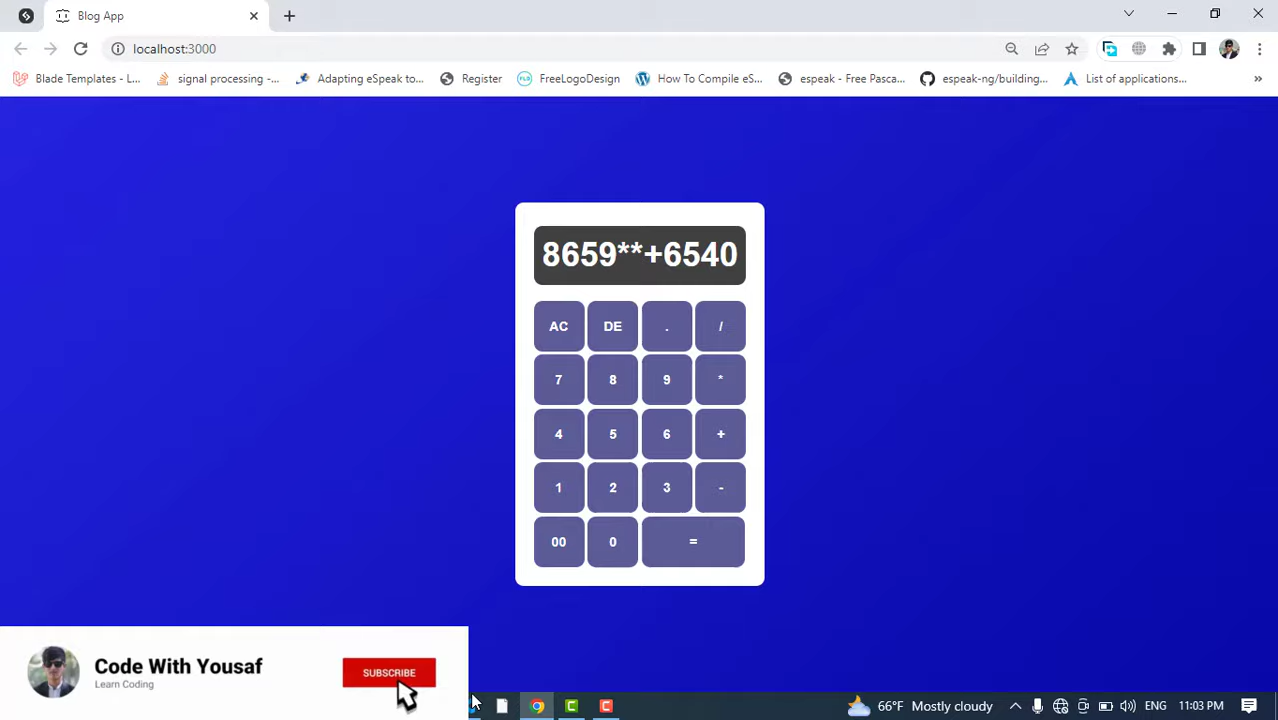 Blog App
localhost:3000
Blade Templates - L...
signal processing -...
Adapting eSpeak to...
Register
FLD FreeLogoDesign
How To Compile eS...
espeak - Free Pasca...
espeak-ng/building...
List of applications...
»
8659**+6540
AC DE . /
7 8 9 *
4 5 6 +
1 2 3 -
00 0 =
Code With Yousaf
Learn Coding
SUBSCRIBE
66°F Mostly cloudy
ENG
11:03 PM